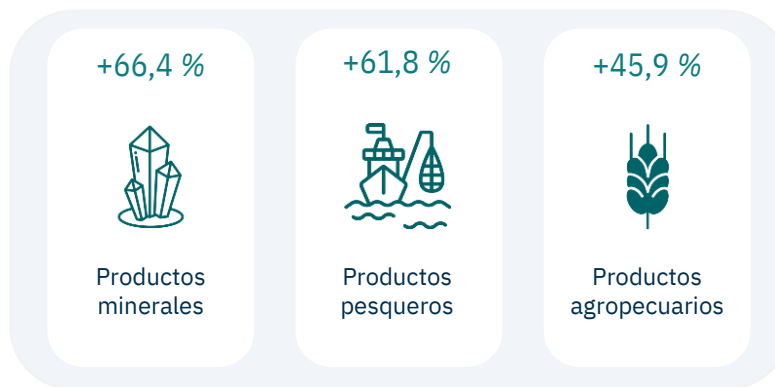 +66,4 %
Productos
minerales
+61,8 %
Productos
pesqueros
+45,9 %
Productos
agropecuarios